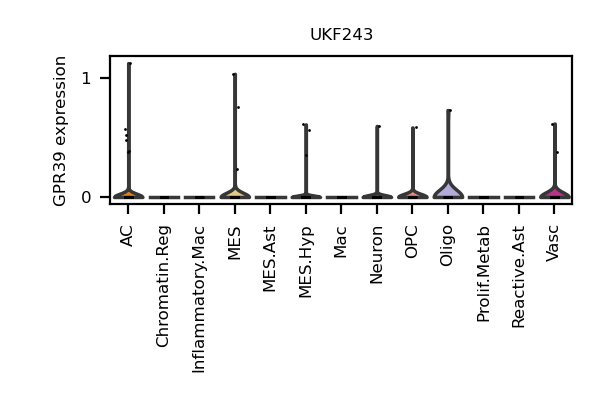 UKF243
GPR39 expression
1
0
AC
Chromatin.Reg
Inflammatory.Mac
MES
MES.Ast
MES.Hyp
Mac
Neuron
OPC
Oligo
Prolif.Metab
Reactive.Ast
Vasc